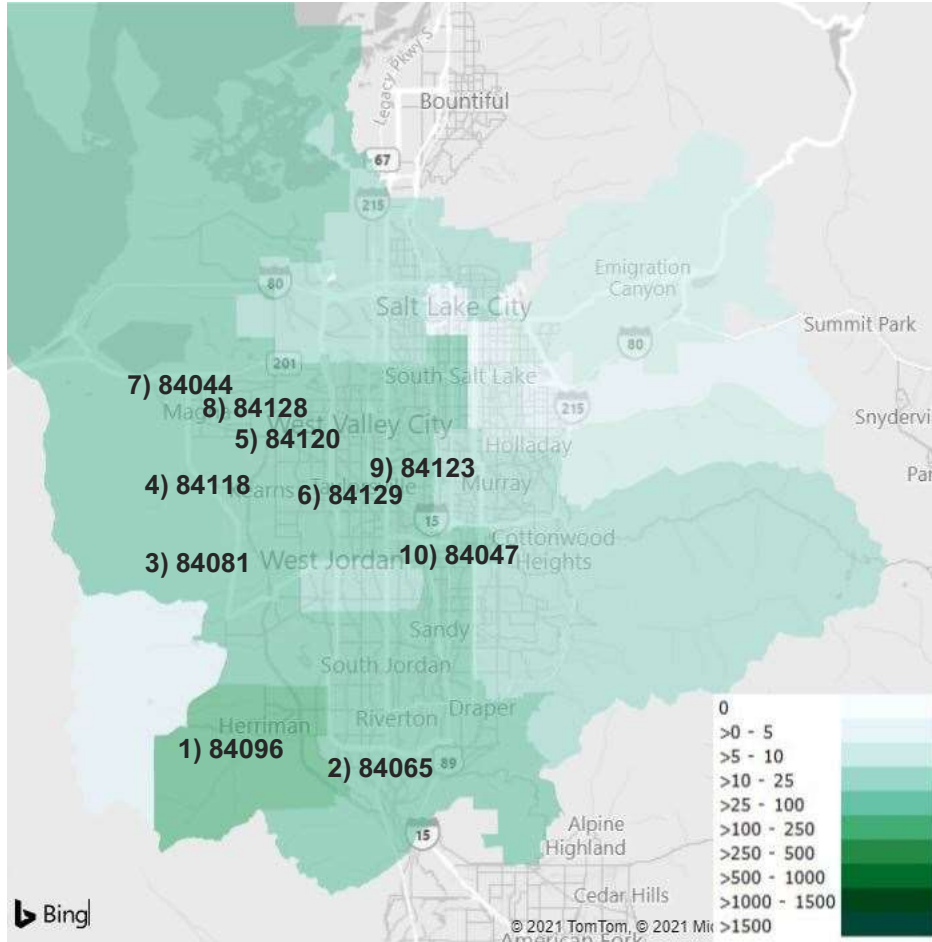 Legacy Pkwy S
Bountiful
67
215
Emigration
Canyon
80
Salt Lake City
Summit Park
80
201
South Salt Lake
7) 84044
215
8) 84128
Snydervi
West Valley City
Holladay
5) 84120
9) 84123
4) 84118
Kearns
Murray
6) 84129
15
Cottonwood
Heights
10) 84047
West Jordan
3) 84081
Sandy
South Jordan
Herriman
Riverton
Draper
1) 84096
2) 84065
89
15
Alpine
Highland
Cedar Hills
American Fork
0
>0 - 5
>5 - 10
>10 - 25
>25 - 100
>100 - 250
>250 - 500
>500 - 1000
>1000 - 1500
>1500
Bing
© 2021 TomTom, © 2021 Mic